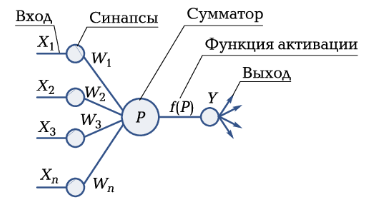 Вход
Синапсы
Сумматор
Функция активации
Выход
X1
W1
X2
W2
X3
W3
Xn
Wn
P
f(P)
Y